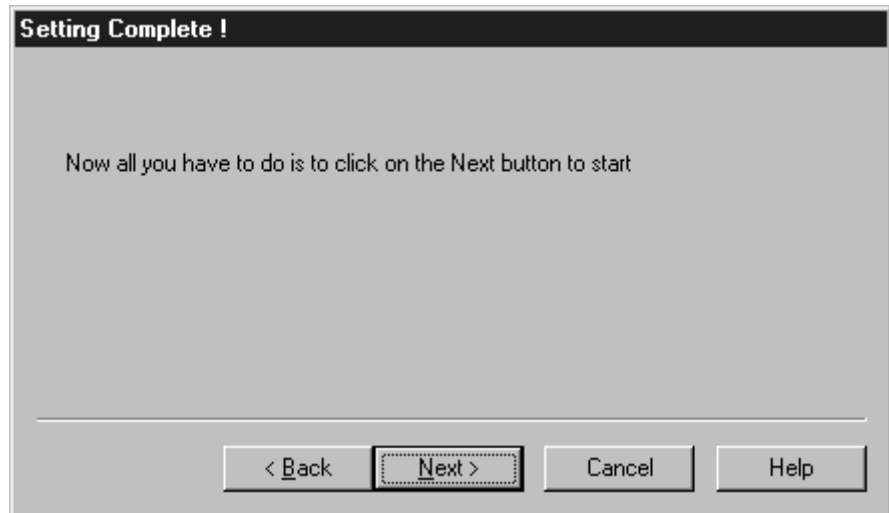 Setting Complete !
Now all you have to do is to click on the Next button to start
< Back Next > Cancel Help